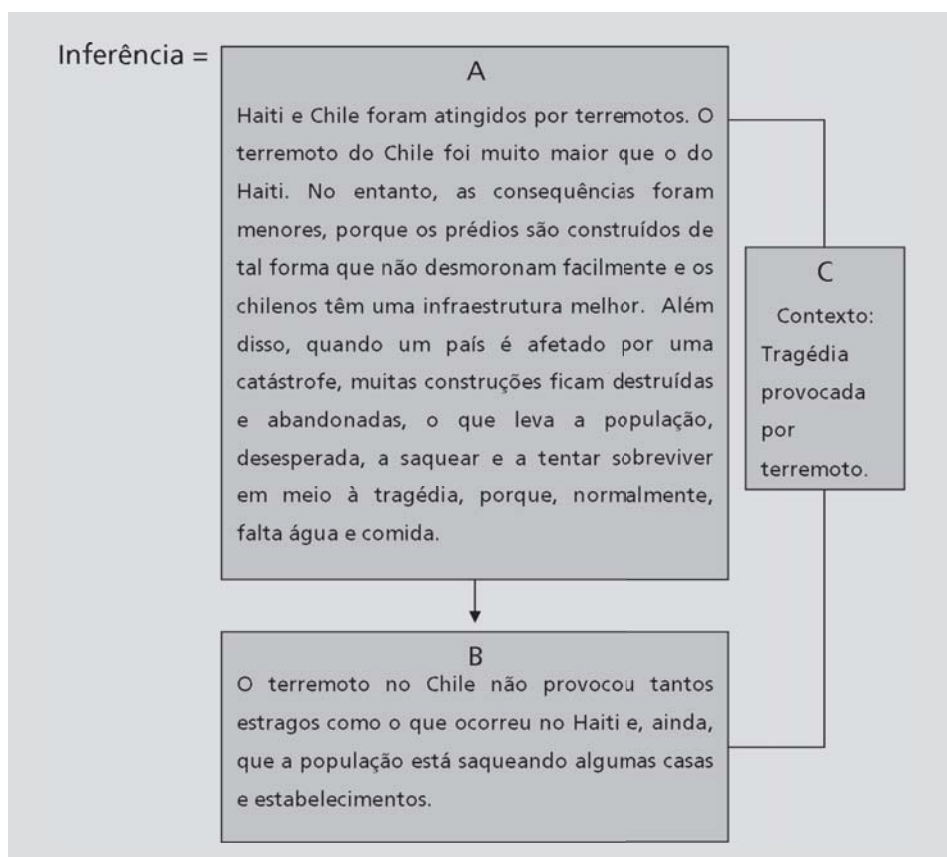 Inferência =
A
Haiti e Chile foram atingidos por terremotos. O
terremoto do Chile foi muito maior que o do
Haiti. No entanto, as consequências foram
menores, porque os prédios são construídos de
tal forma que não desmoronam facilmente e os
chilenos têm uma infraestrutura melhor. Além
disso, quando um país é afetado por uma
catástrofe, muitas construções ficam destruídas
e abandonadas, o que leva a população,
desesperada, a saquear e a tentar sobreviver
em meio à tragédia, porque, normalmente,
falta água e comida.
C
Contexto:
Tragédia
provocada
por
terremoto.
B
O terremoto no Chile não provocou tantos
estragos como o que ocorreu no Haiti e, ainda,
que a população está saqueando algumas casas
e estabelecimentos.